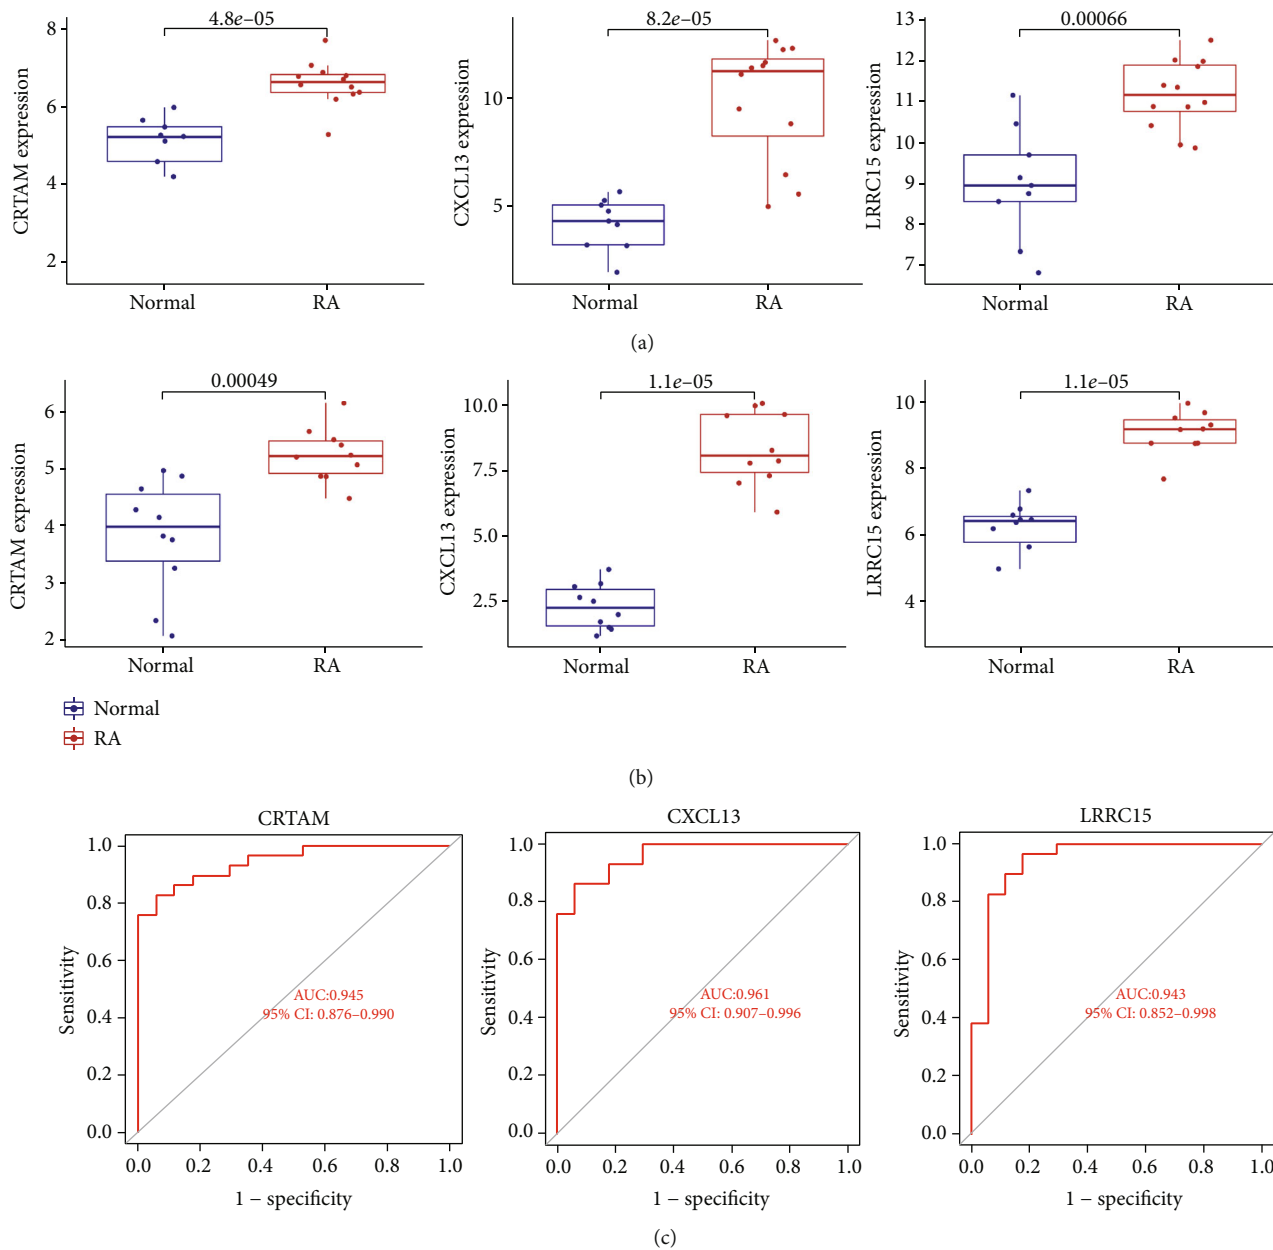 4.8e–05
8
6
4
2
CRTAM expression
Normal
RA
8.2e–05
10
5
CXCL13 expression
Normal
RA
0.00066
13
12
11
10
9
8
7
LRRC15 expression
Normal
RA
(a)
0.00049
6
5
4
3
2
CRTAM expression
Normal
RA
1.1e–05
10.0
7.5
5.0
2.5
CXCL13 expression
Normal
RA
1.1e–05
10
8
6
4
LRRC15 expression
Normal
RA
Normal
RA
(b)
CRTAM
1.0
0.8
0.6
0.4
0.2
0.0
Sensitivity
AUC:0.945
95% CI: 0.876–0.990
0.0 0.2 0.4 0.6 0.8 1.0
1 – specificity
CXCL13
1.0
0.8
0.6
0.4
0.2
0.0
Sensitivity
AUC:0.961
95% CI: 0.907–0.996
0.0 0.2 0.4 0.6 0.8 1.0
1 – specificity
LRRC15
1.0
0.8
0.6
0.4
0.2
0.0
Sensitivity
AUC:0.943
95% CI: 0.852–0.998
0.0 0.2 0.4 0.6 0.8 1.0
1 – specificity
(c)